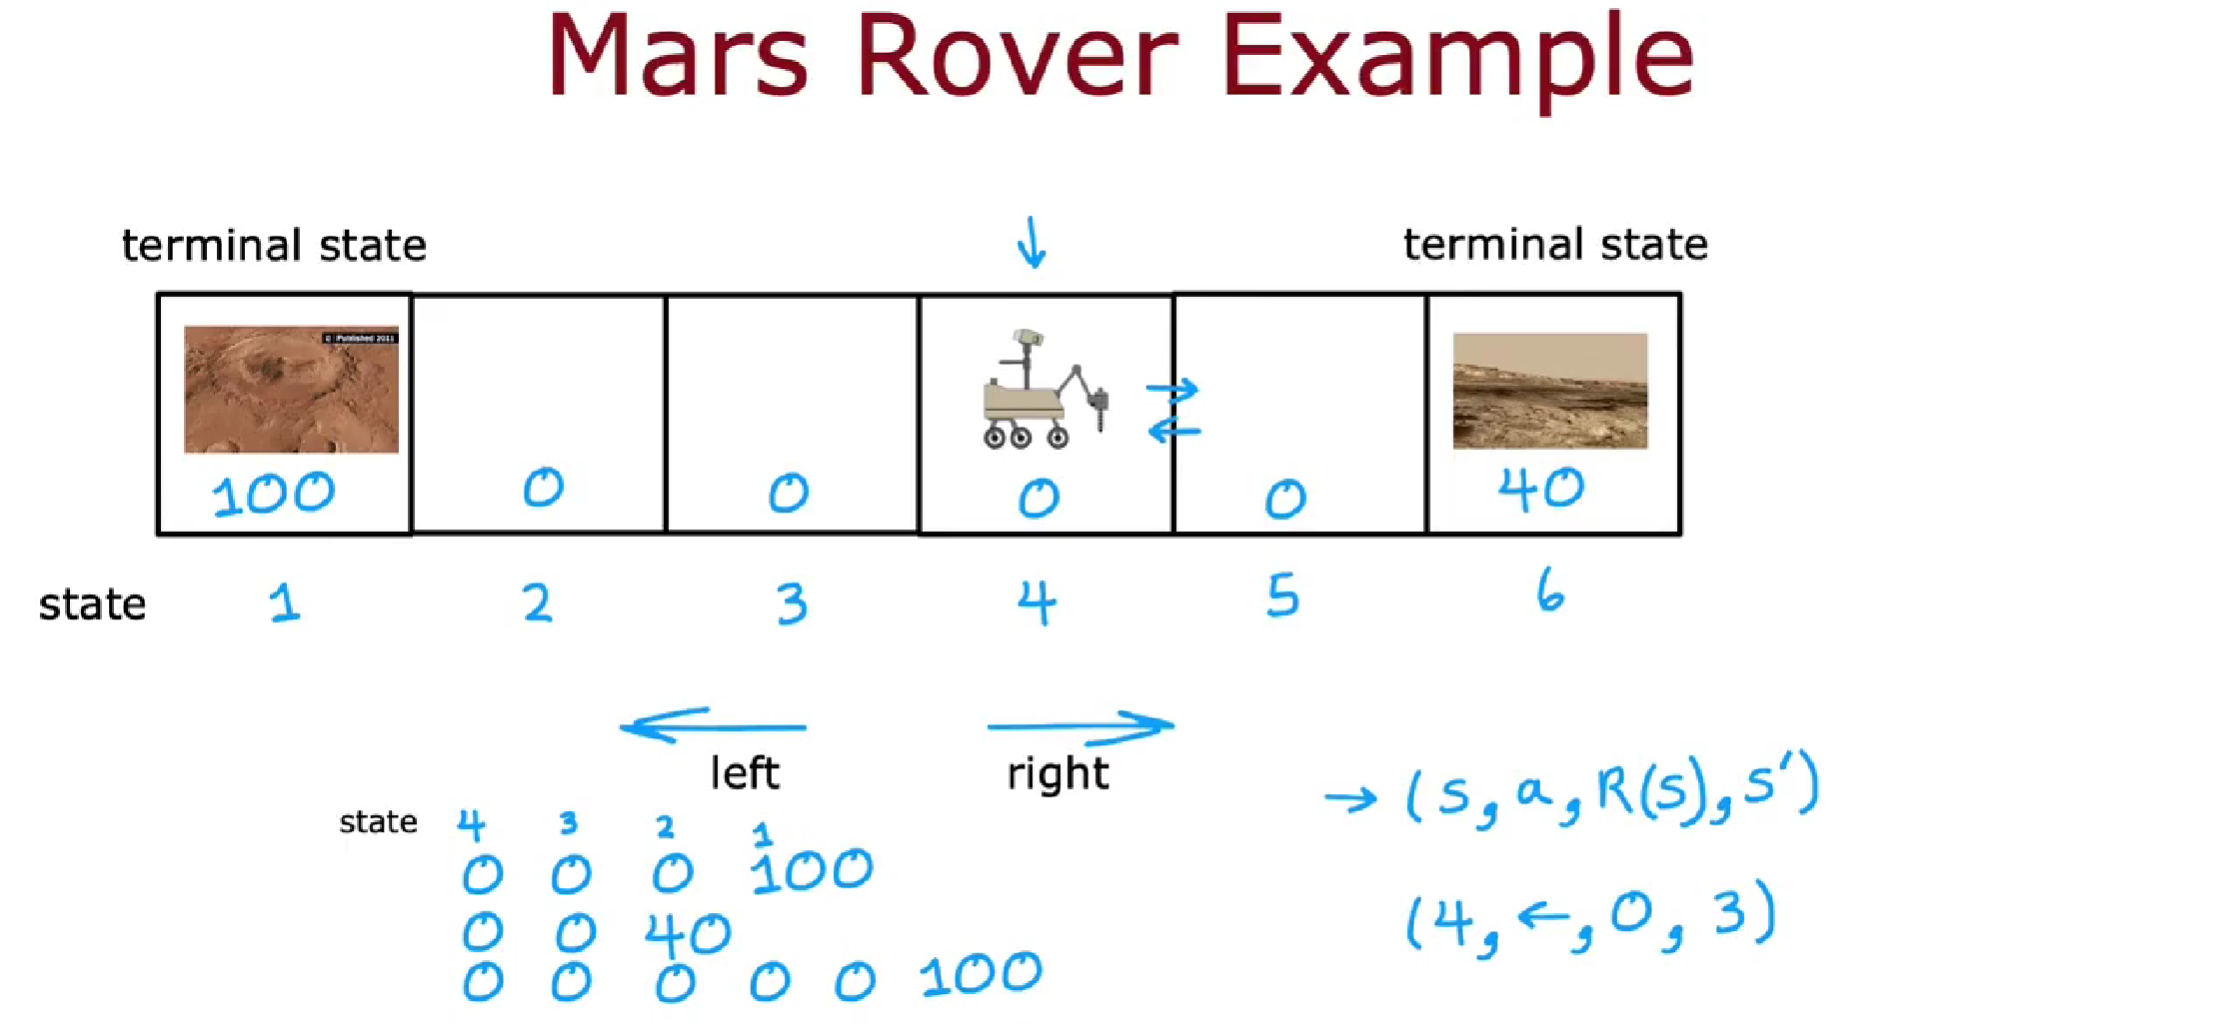 Mars Rover Example
terminal state
terminal state
© Published 2011
100 0 0 0 0 40
state 1 2 3 4 5 6
← left
→ right
state 4 3 2 1
0 0 0 100
0 0 40
0 0 0 0 0 100
→ (s, a, R(s), s')
(4, ←, 0, 3)